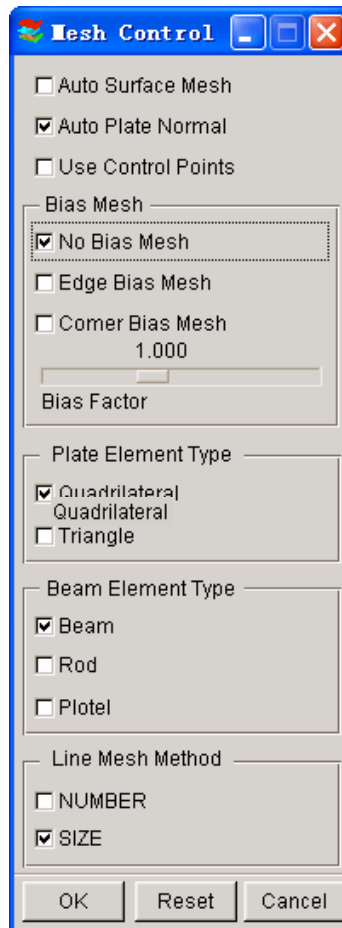 Mesh Control
Auto Surface Mesh
Auto Plate Normal
Use Control Points
Bias Mesh
No Bias Mesh
Edge Bias Mesh
Corner Bias Mesh
1.000
Bias Factor
Plate Element Type
Quadrilateral
Quadrilateral
Triangle
Beam Element Type
Beam
Rod
Plotel
Line Mesh Method
NUMBER
SIZE
OK Reset Cancel